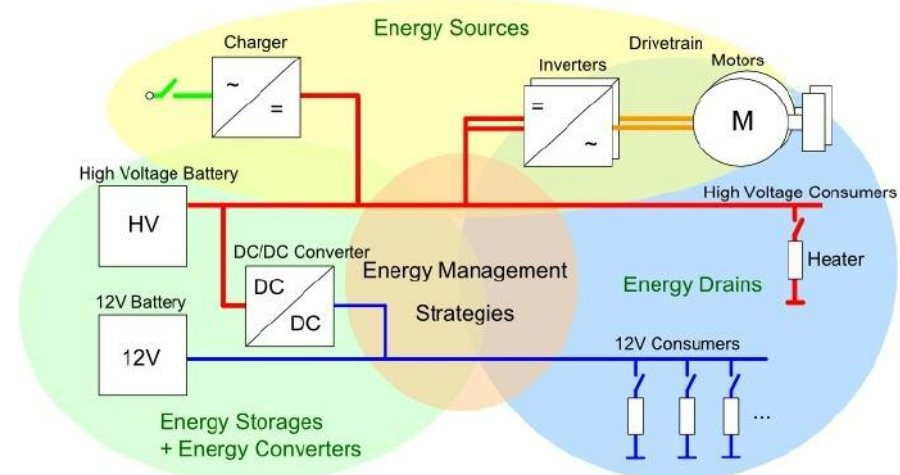 Energy Sources
Charger
~
=
Drivetrain
Inverters
=
~
Motors
M
High Voltage Battery
HV
High Voltage Consumers
Heater
DC/DC Converter
DC
DC
Energy Management
Strategies
Energy Drains
12V Battery
12V
12V Consumers
...
Energy Storages
+ Energy Converters